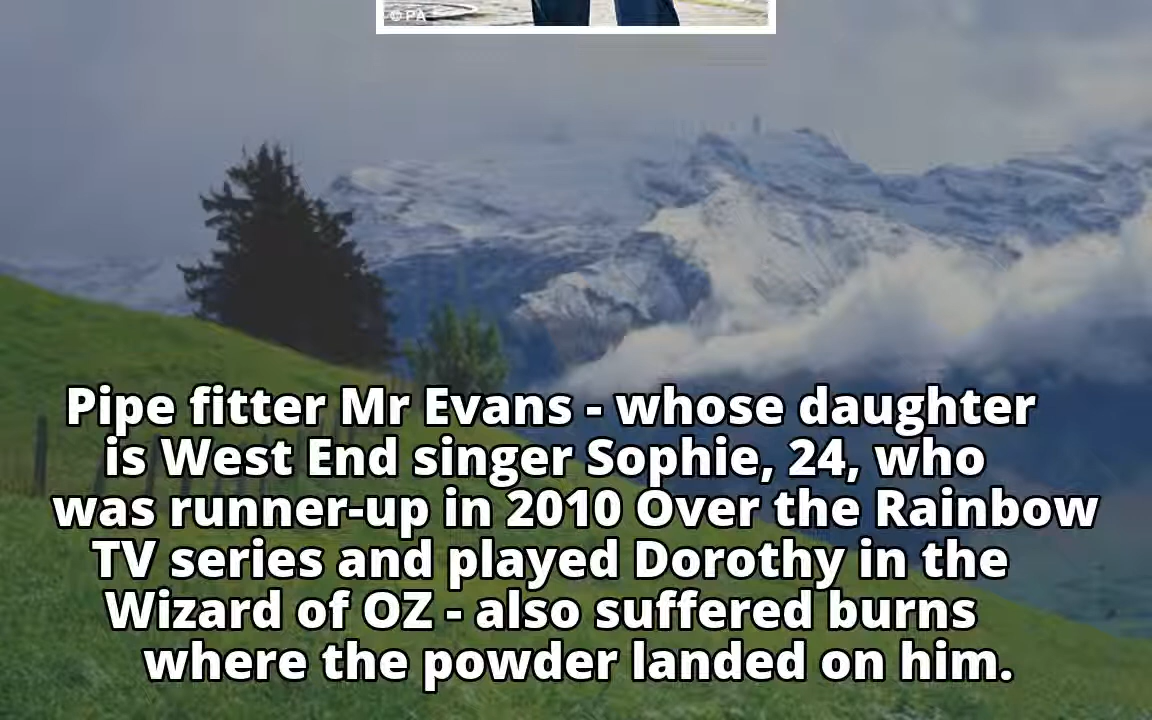 © PA
Pipe fitter Mr Evans - whose daughter
is West End singer Sophie, 24, who
was runner-up in 2010 Over the Rainbow
TV series and played Dorothy in the
Wizard of OZ - also suffered burns
where the powder landed on him.